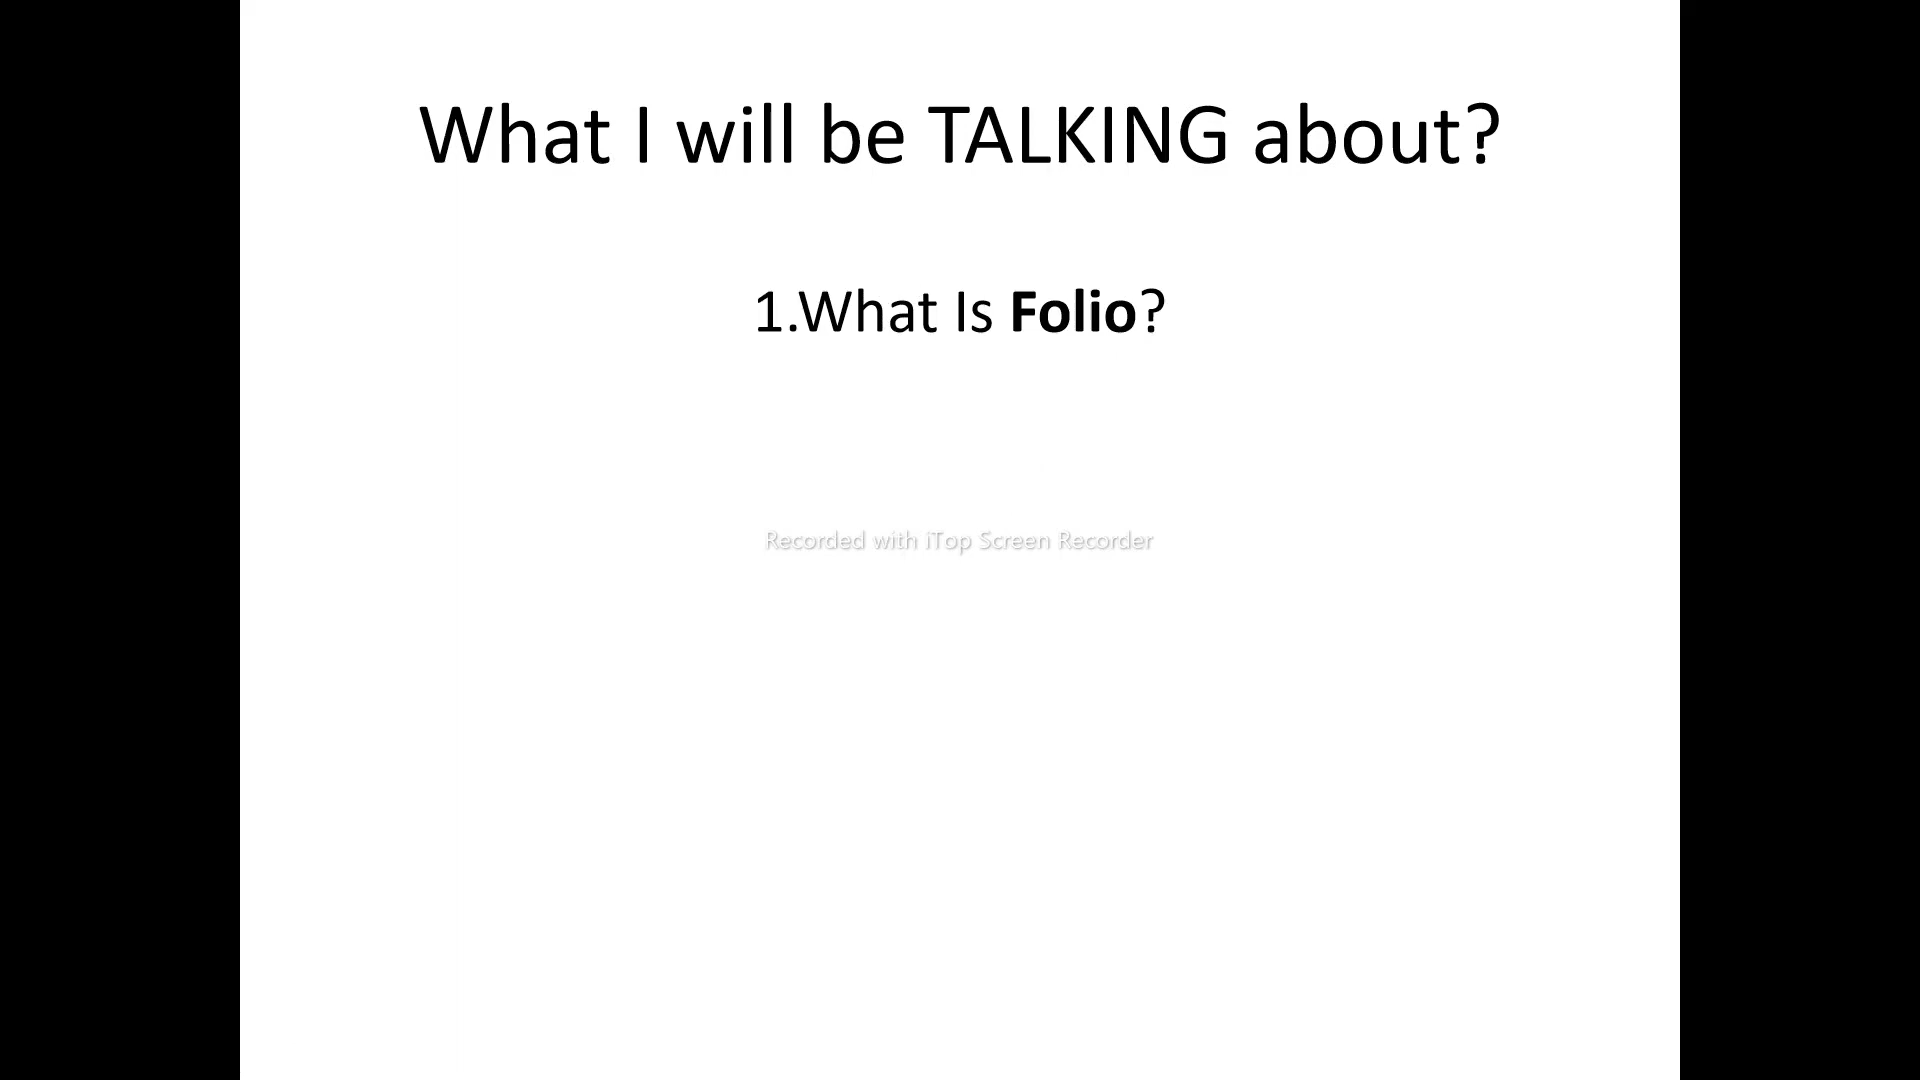 What I will be TALKING about?
1.What Is Folio?
Recorded with iTop Screen Recorder